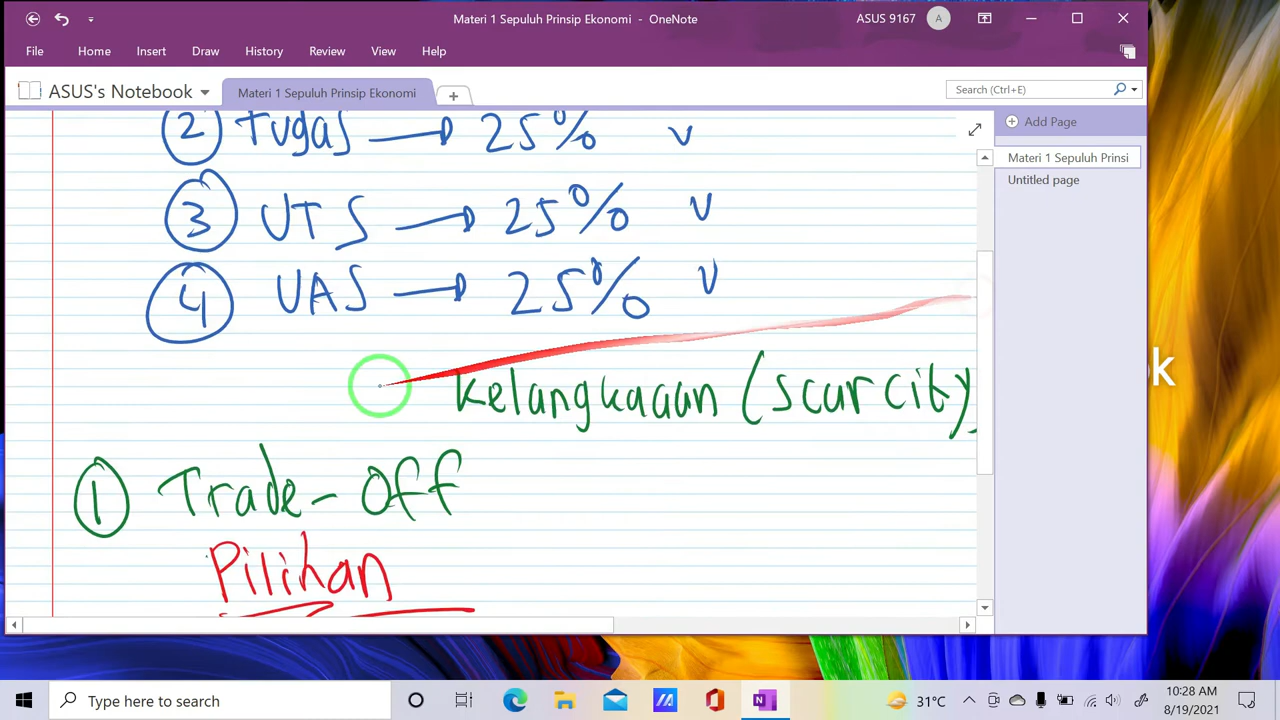 Materi 1 Sepuluh Prinsip Ekonomi - OneNote
ASUS 9167
A
File Home Insert Draw History Review View Help
ASUS's Notebook
Materi 1 Sepuluh Prinsip Ekonomi
Search (Ctrl+E)
Add Page
Materi 1 Sepuluh Prinsi
Untitled page
2 Tugas → 25% v
3 UTS → 25% v
4 UAS → 25% v
Kelangkaaan (scarcity)
ok
1 Trade-Off
Pilihan
Type here to search
31°C
10:28 AM
8/19/2021